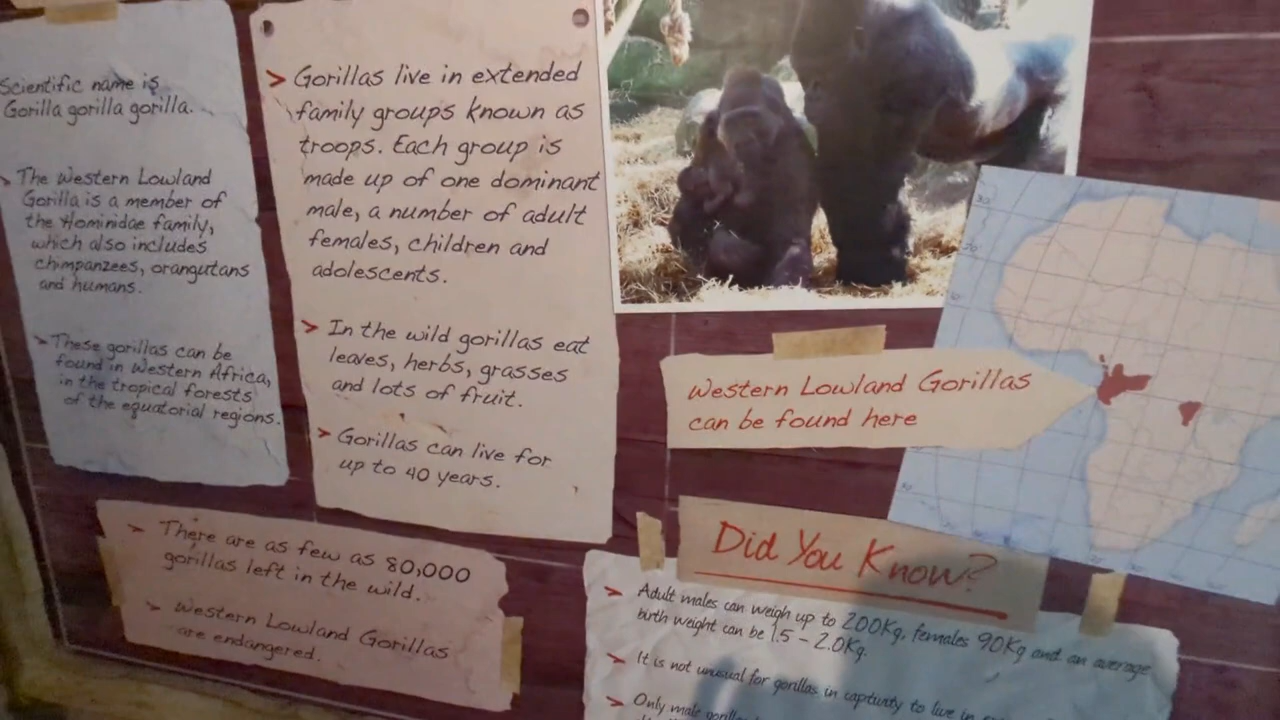 Scientific name is
Gorilla gorilla gorilla.
The Western Lowland
Gorilla is a member of
the Hominidae family,
which also includes
chimpanzees, orangutans
and humans.
These gorillas can be
found in Western Africa,
in the tropical forests
of the equatorial regions.
> Gorillas live in extended
family groups known as
troops. Each group is
made up of one dominant
male, a number of adult
females, children and
adolescents.
> In the wild gorillas eat
leaves, herbs, grasses
and lots of fruit.
> Gorillas can live for
up to 40 years.
Western Lowland Gorillas
can be found here
> There are as few as 80,000
gorillas left in the wild.
> Western Lowland Gorillas
are endangered.
Did You Know?
> Adult males can weigh up to 200Kg, females 90Kg and an average
birth weight can be 1.5 - 2.0Kg.
> It is not unusual for gorillas in captivity to live in
> Only male